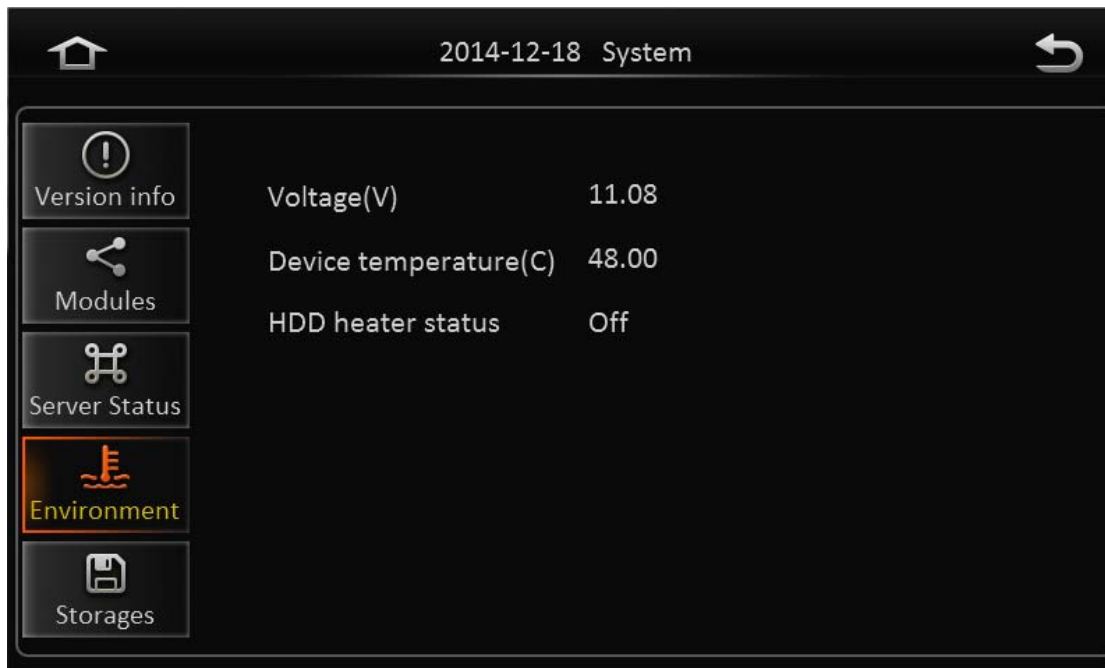 2014-12-18 System
Version info
Modules
Server Status
Environment
Storages
Voltage(V) 11.08
Device temperature(C) 48.00
HDD heater status Off